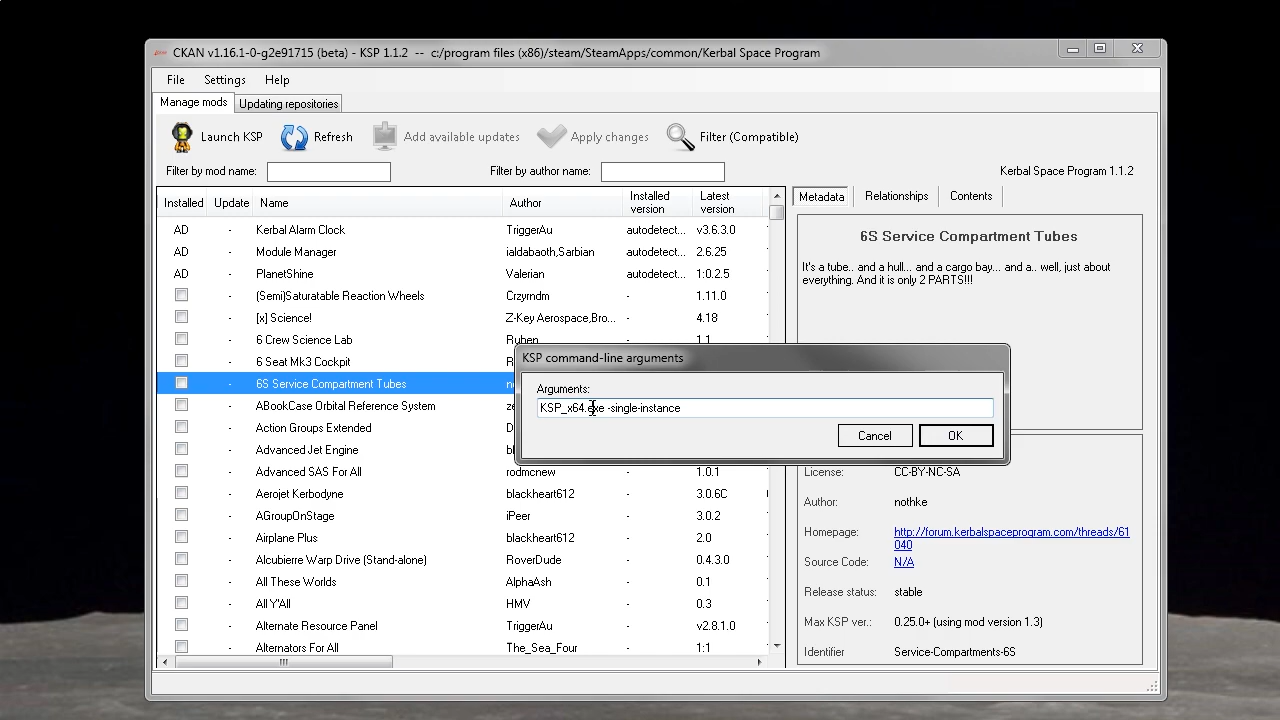 CKAN v1.16.1-0-g2e91715 (beta) - KSP 1.1.2 -- c:/program files (x86)/steam/SteamApps/common/Kerbal Space Program
File Settings Help
Manage mods Updating repositories
Launch KSP Refresh Add available updates Apply changes Filter (Compatible)
Filter by mod name: Filter by author name: Kerbal Space Program 1.1.2
Installed Update Name Author Installed version Latest version
Metadata Relationships Contents
AD - Kerbal Alarm Clock TriggerAu autodetect... v3.6.3.0
AD - Module Manager ialdabaoth,Sarbian autodetect... 2.6.25
AD - PlanetShine Valerian autodetect... 1:0.2.5
- (Semi)Saturatable Reaction Wheels Crzyrndm - 1.11.0
- [x] Science! Z-Key Aerospace,Bro... - 4.18
- 6 Crew Science Lab Ruben - 1.1
- 6 Seat Mk3 Cockpit
- 6S Service Compartment Tubes
- ABookCase Orbital Reference System
- Action Groups Extended
- Advanced Jet Engine
- Advanced SAS For All rodmcnew - 1.0.1
- Aerojet Kerbodyne blackheart612 - 3.0.6C
- AGroupOnStage iPeer - 3.0.2
- Airplane Plus blackheart612 - 2.0
- Alcubierre Warp Drive (Stand-alone) RoverDude - 0.4.3.0
- All These Worlds AlphaAsh - 0.1
- All Y'All HMV - 0.3
- Alternate Resource Panel TriggerAu - v2.8.1.0
- Alternators For All The_Sea_Four - 1:1
6S Service Compartment Tubes
It's a tube.. and a hull... and a cargo bay... and a.. well, just about
everything. And it is only 2 PARTS!!!
KSP command-line arguments
Arguments:
KSP_x64.exe -single-instance
Cancel OK
License: CC-BY-NC-SA
Author: nothke
Homepage: http://forum.kerbalspaceprogram.com/threads/61
040
Source Code: N/A
Release status: stable
Max KSP ver.: 0.25.0+ (using mod version 1.3)
Identifier Service-Compartments-6S